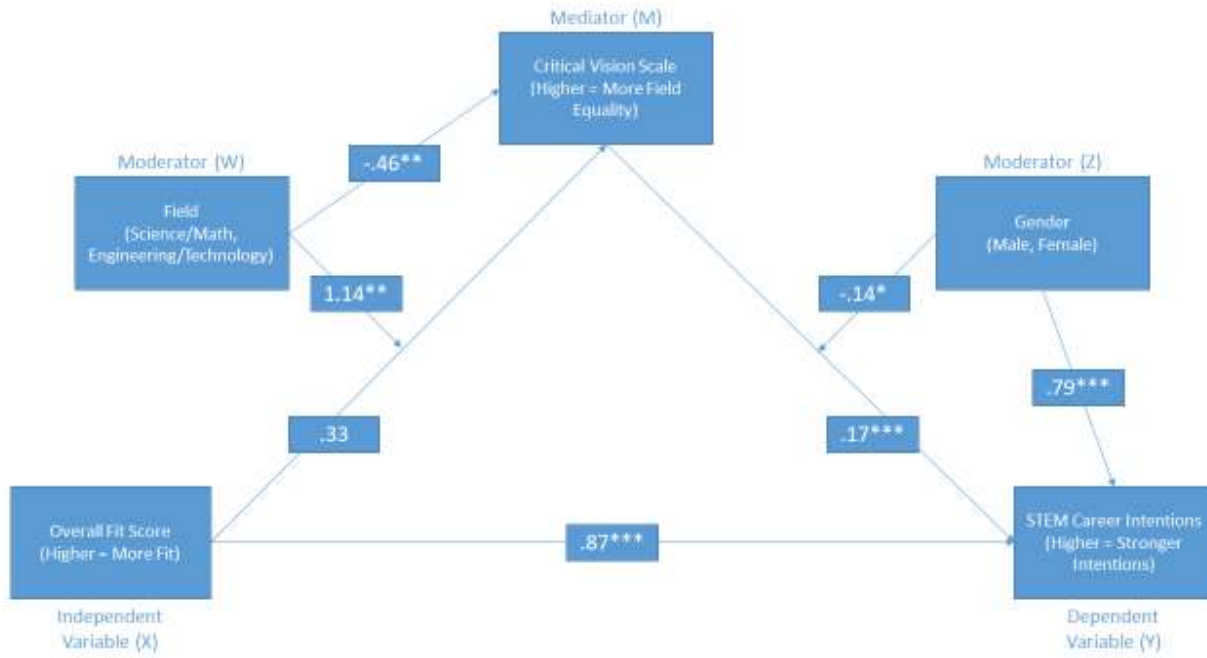 Mediator (M)
Critical Vision Scale
(Higher = More Field
Equality)
-.46**
Moderator (W)
Field
(Science/Math,
Engineering/Technology)
1.14**
Moderator (Z)
Gender
(Male, Female)
-.14*
.79***
.33
.17***
Overall Fit Score
(Higher = More Fit)
.87***
STEM Career Intentions
(Higher = Stronger
Intentions)
Independent
Variable (X)
Dependent
Variable (Y)